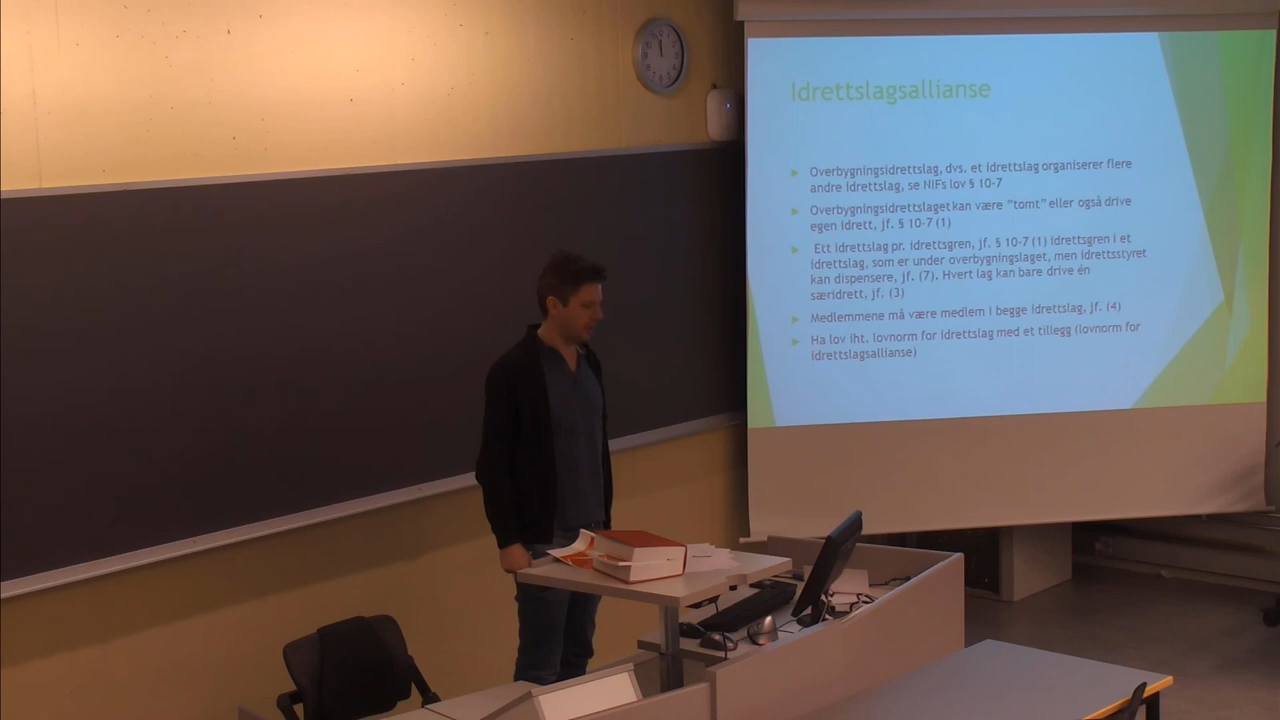 Idrettslagsallianse
Overbygningsidrettslag, dvs. et idrettslag organiserer flere
andre idrettslag, se NIFs lov § 10-7
Overbygningsidrettslaget kan være "tomt" eller også drive
egen idrett, jf. § 10-7 (1)
Ett idrettslag pr. idrettsgren, jf. § 10-7 (1) idrettsgren i et
idrettslag, som er under overbygningslaget, men idrettsstyret
kan dispensere, jf. (7). Hvert lag kan bare drive én
særidrett, jf. (3)
Medlemmene må være medlem i begge idrettslag, jf. (4)
Ha lov iht. lovnorm for idrettslag med et tillegg (lovnorm for
idrettslagsallianse)